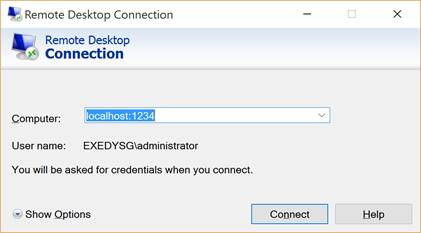 Remote Desktop Connection
Remote Desktop
Connection
Computer: localhost:1234
User name: EXEDYSG\administrator
You will be asked for credentials when you connect.
Show Options Connect Help